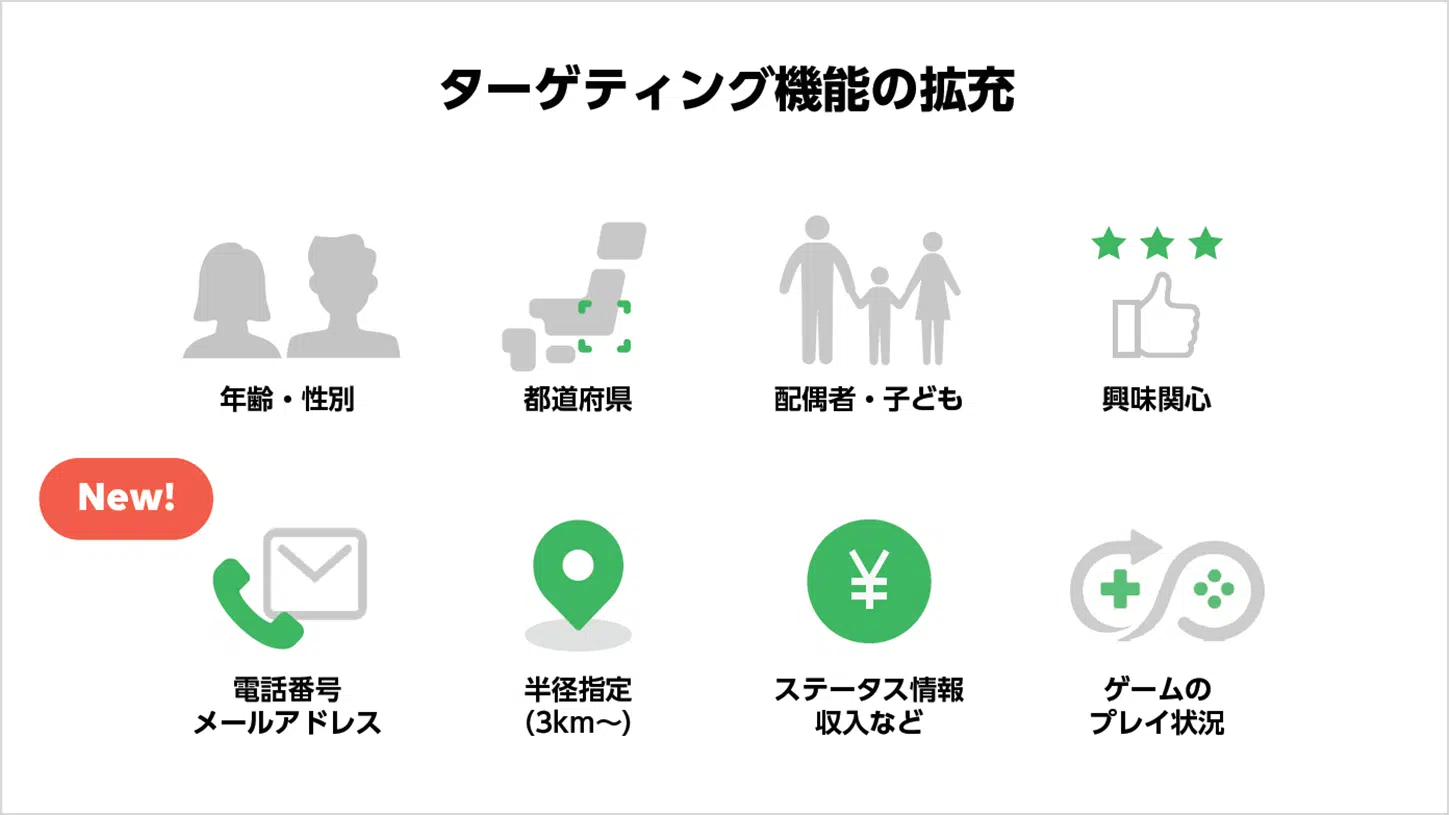 ターゲティング機能の拡充
年齢・性別
都道府県
配偶者・子ども
興味関心
New!
電話番号
メールアドレス
半径指定
(3km〜)
ステータス情報
収入など
ゲームの
プレイ状況